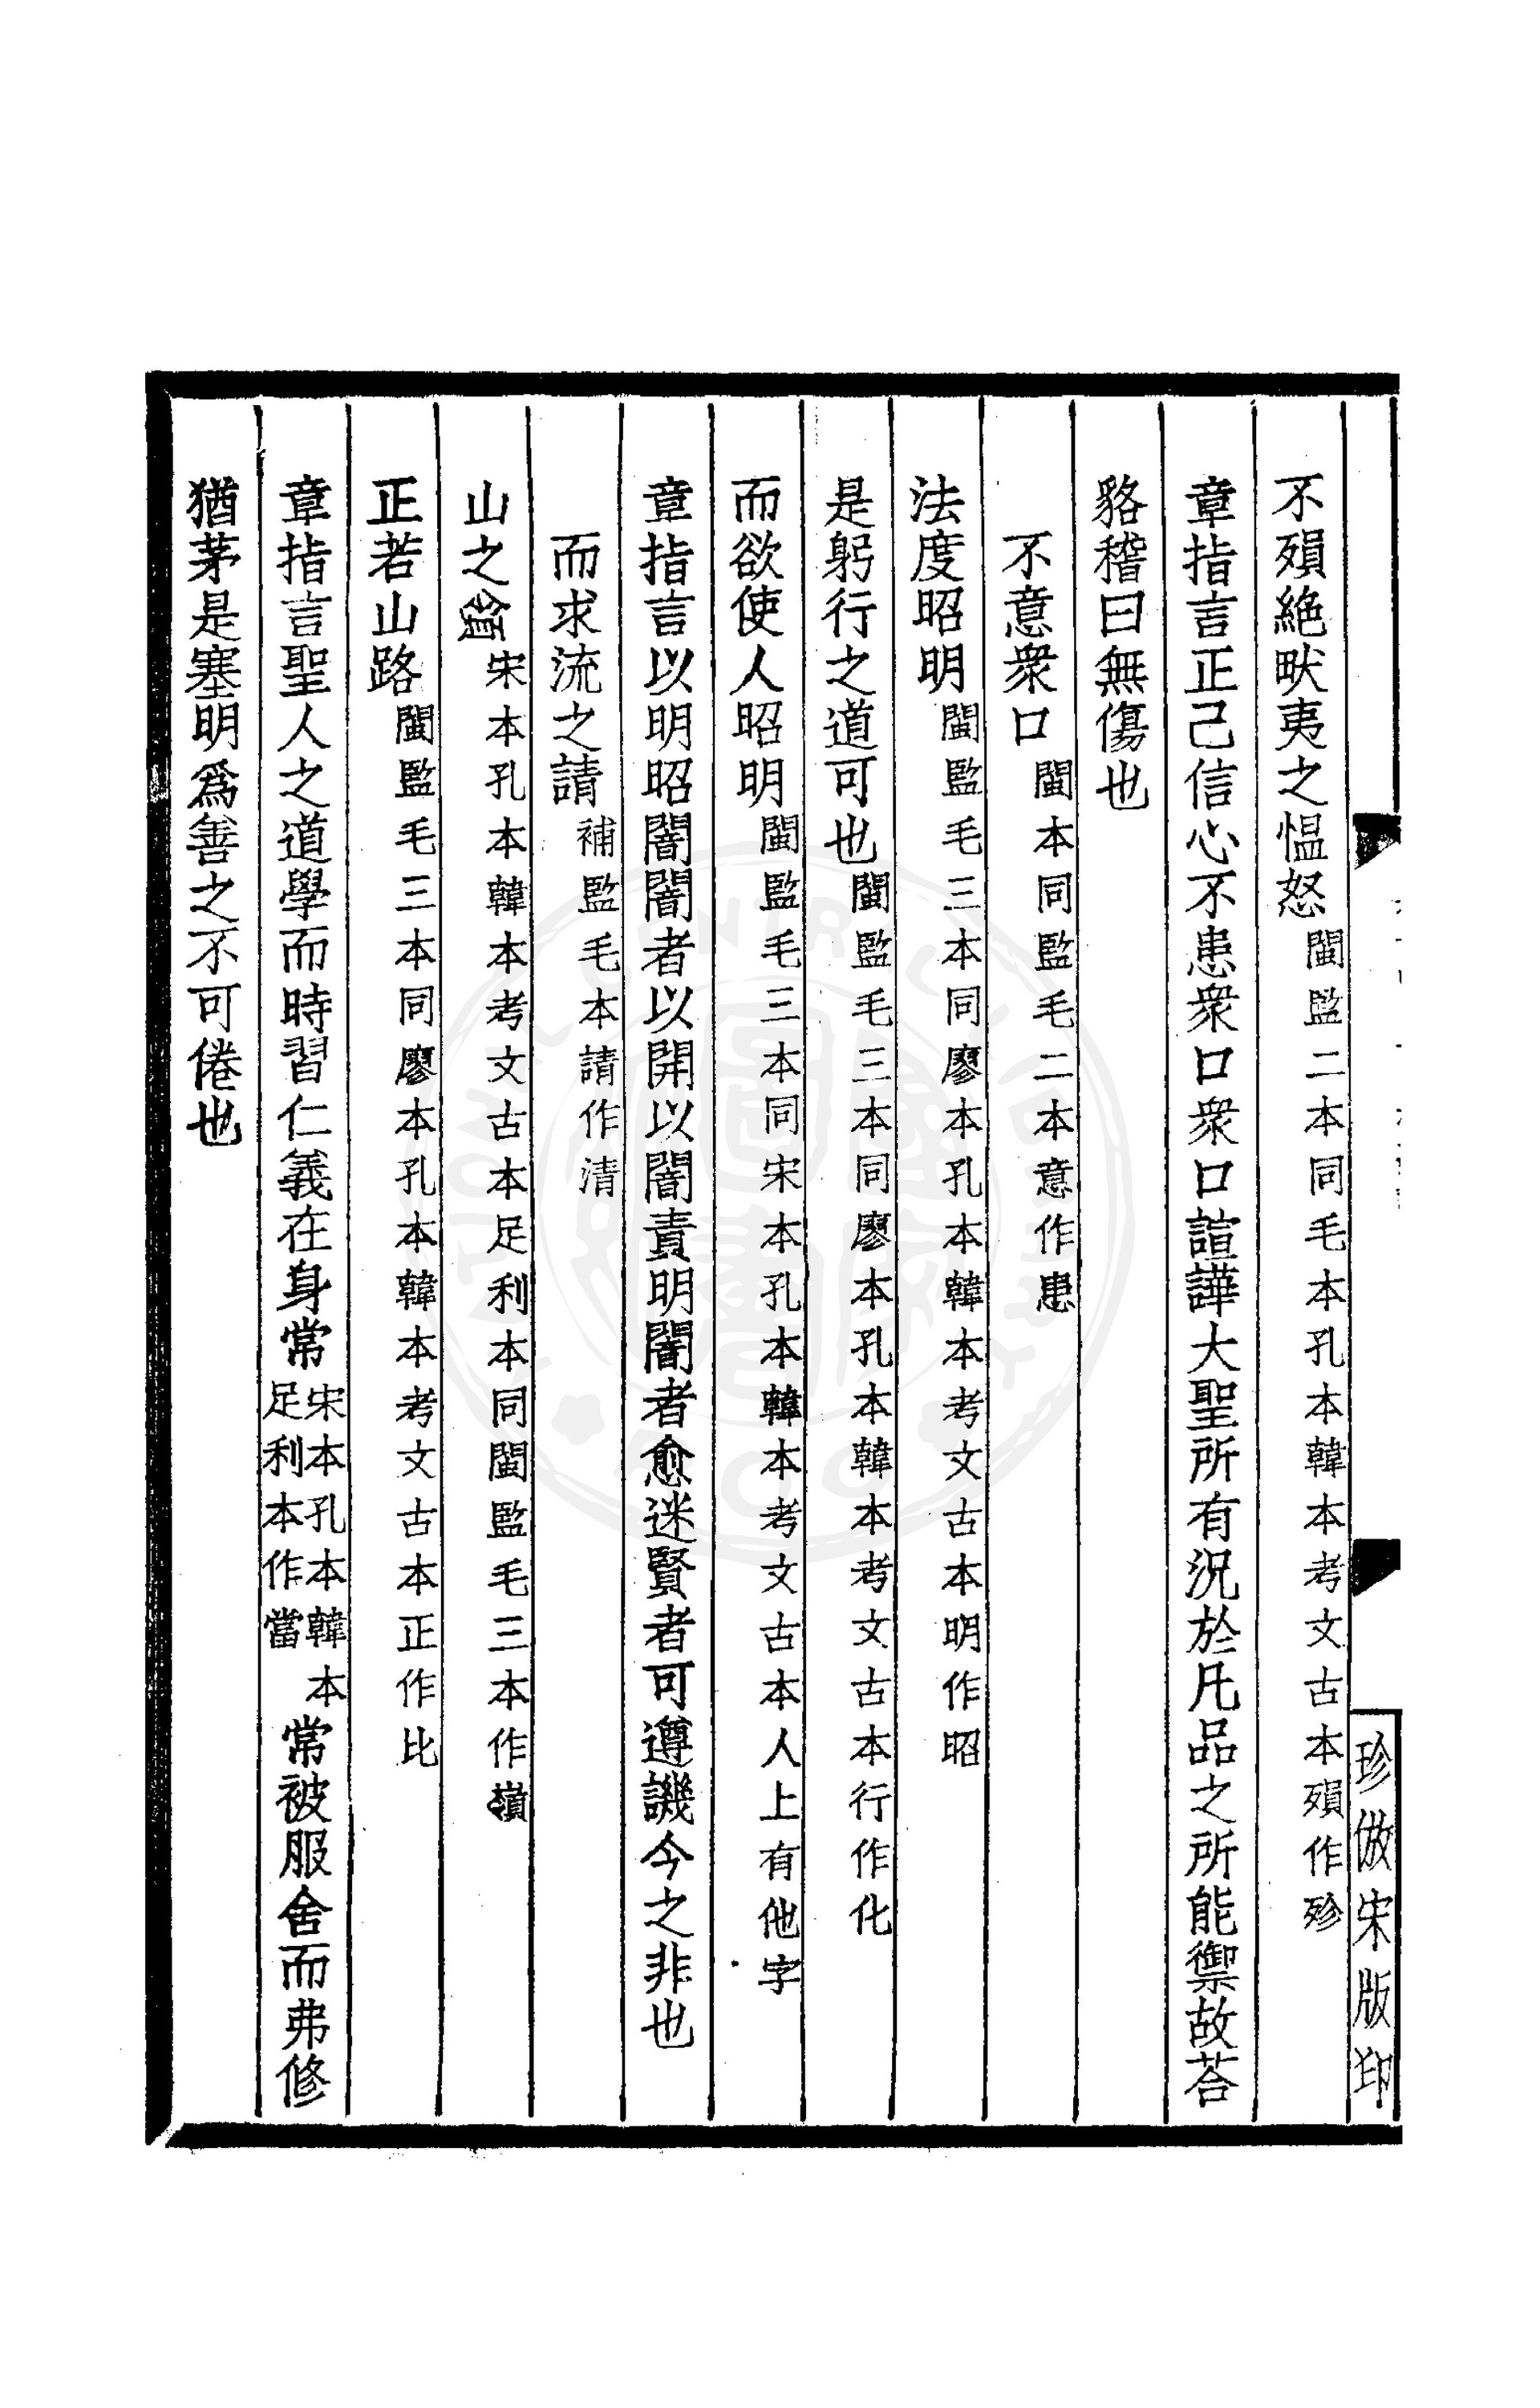 不殞絶畎夷之愠怒閩監二本同毛本孔本韓本考文古本殞作殄
章指言正己信心不患衆口衆口諠譁大聖所有況於凡品之所能禦故荅
貉稽曰無傷也
不意衆口閩本同監毛二本意作患
法度昭明閩監毛三本同廖本孔本韓本考文古本明作昭
是躬行之道可也閩監毛三本同廖本孔本韓本考文古本行作化
而欲使人昭明閩監毛三本同宋本孔本韓本考文古本人上有他字
章指言以明昭闇闇者以開以闇責明闇者愈迷賢者可遵譏今之非也
而求流之請補監毛本請作清
山之宋本孔本韓本考文古本足利本同閩監毛三本作嶺
正若山路閩監毛三本同廖本孔本韓本考文古本正作比
章指言聖人之道學而時習仁義在身常宋本孔本韓本足利本作當常被服舍而弗修
猶茅是塞明爲善之不可倦也
珍倣宋版印